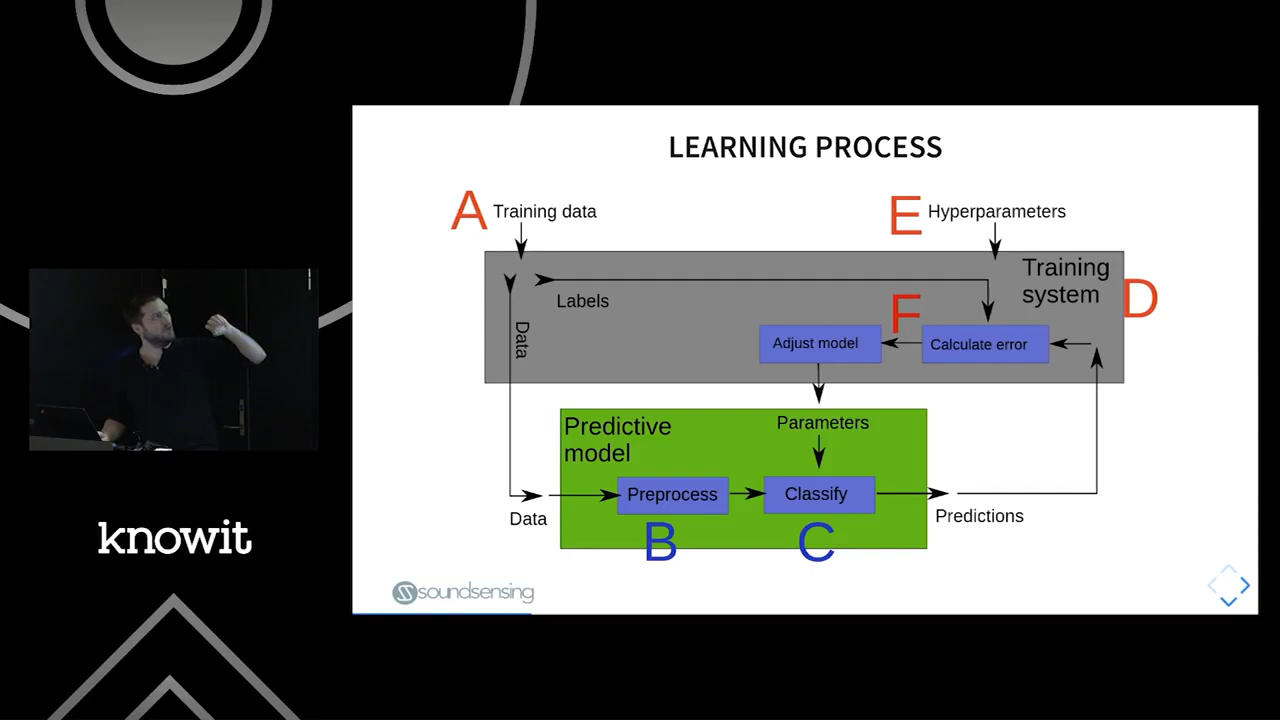 LEARNING PROCESS
A Training data
E Hyperparameters
Training
system
D
Labels
F
Data
Adjust model
Calculate error
Predictive
model
Parameters
Preprocess
Classify
Data
Predictions
B
C
knowit
soundsensing